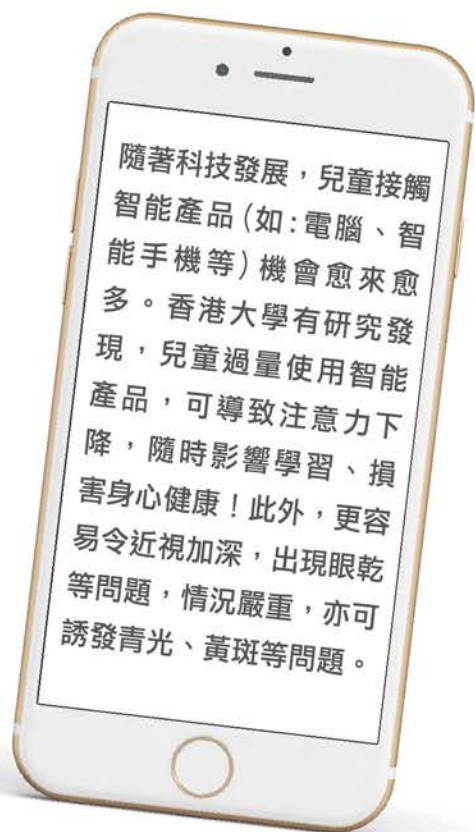 隨著科技發展，兒童接觸
智能產品(如:電腦、智
能手機等)機會愈來愈
多。香港大學有研究發
現，兒童過量使用智能
產品，可導致注意力下
降，隨時影響學習、損
害身心健康！此外，更容
易令近視加深，出現眼乾
等問題，情況嚴重，亦可
誘發青光、黃斑等問題。